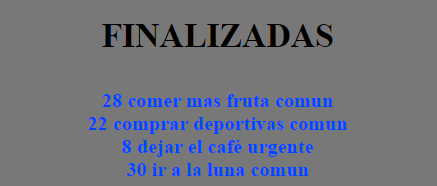 FINALIZADAS
28 comer mas fruta comun
22 comprar deportivas comun
8 dejar el café urgente
30 ir a la luna comun